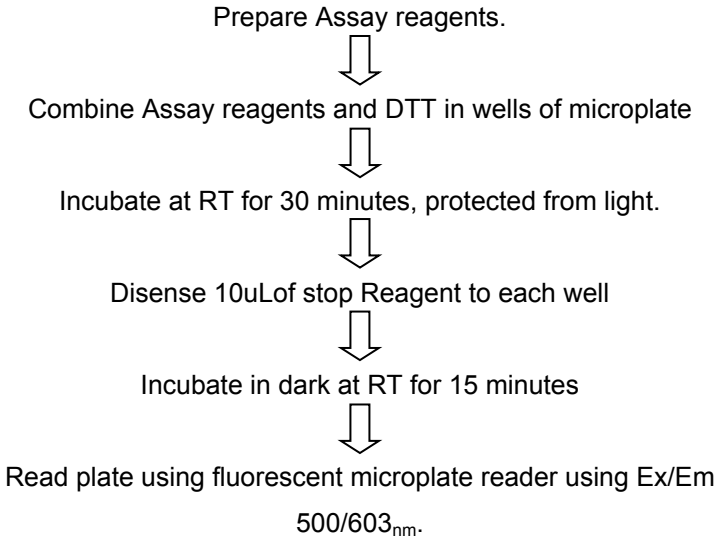 Prepare Assay reagents.
Combine Assay reagents and DTT in wells of microplate
Incubate at RT for 30 minutes, protected from light.
Disense 10uLof stop Reagent to each well
Incubate in dark at RT for 15 minutes
Read plate using fluorescent microplate reader using Ex/Em
500/603nm.